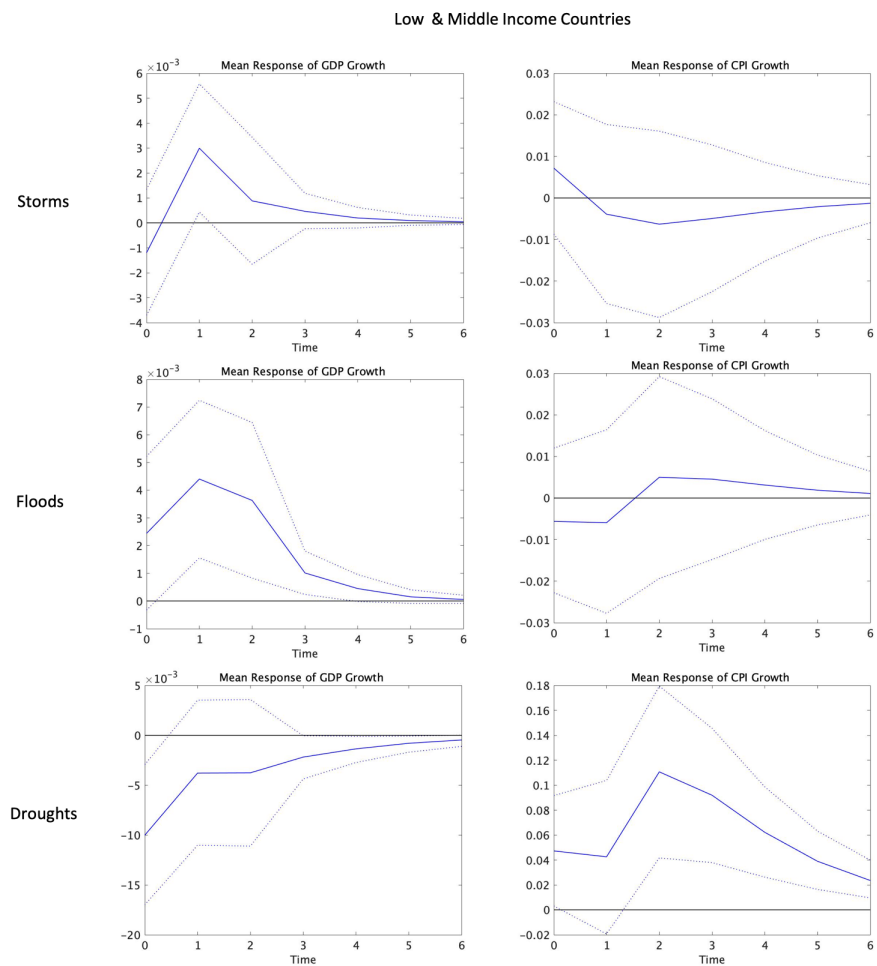 Low & Middle Income Countries
Mean Response of GDP Growth
×10⁻³
6
5
4
3
2
1
0
−1
−2
−3
−4
0 1 2 3 4 5 6
Time
Mean Response of CPI Growth
0.03
0.02
0.01
0
−0.01
−0.02
−0.03
0 1 2 3 4 5 6
Time
Storms
Mean Response of GDP Growth
×10⁻³
8
7
6
5
4
3
2
1
0
−1
0 1 2 3 4 5 6
Time
Mean Response of CPI Growth
0.03
0.02
0.01
0
−0.01
−0.02
−0.03
0 1 2 3 4 5 6
Time
Floods
Mean Response of GDP Growth
×10⁻³
5
0
−5
−10
−15
−20
0 1 2 3 4 5 6
Time
Mean Response of CPI Growth
0.18
0.16
0.14
0.12
0.1
0.08
0.06
0.04
0.02
0
−0.02
0 1 2 3 4 5 6
Time
Droughts